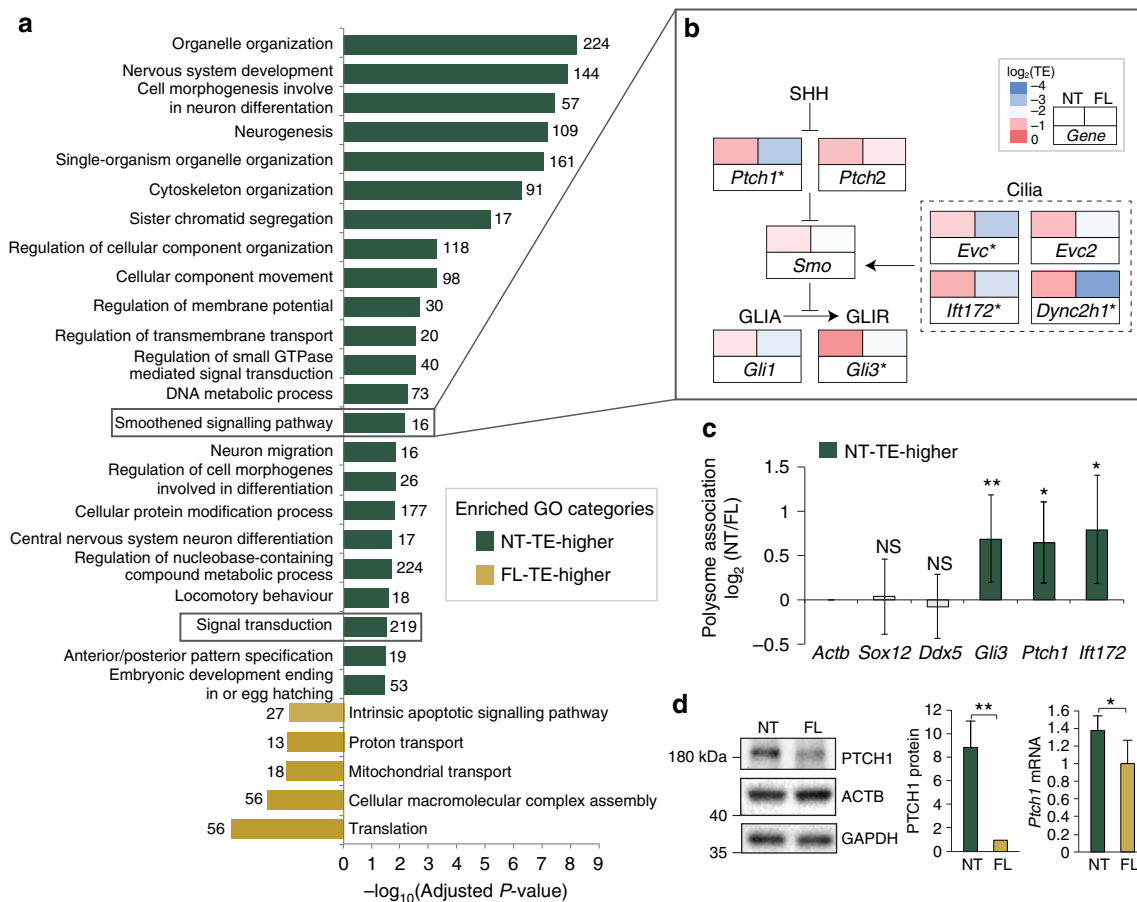 a
Organelle organization
224
Nervous system development
144
Cell morphogenesis involve
in neuron differentation
57
Neurogenesis
109
Single-organism organelle organization
161
Cytoskeleton organization
91
Sister chromatid segregation
17
Regulation of cellular component organization
118
Cellular component movement
98
Regulation of membrane potential
30
Regulation of transmembrane transport
20
Regulation of small GTPase
mediated signal transduction
40
DNA metabolic process
73
Smoothened signalling pathway
16
Neuron migration
16
Regulation of cell morphogenes
involved in differentiation
26
Cellular protein modification process
177
Central nervous system neuron differentiation
17
Regulation of nucleobase-containing
compound metabolic process
224
Locomotory behaviour
18
Signal transduction
219
Anterior/posterior pattern specification
19
Embryonic development ending
in or egg hatching
53
27
Intrinsic apoptotic signalling pathway
13
Proton transport
18
Mitochondrial transport
56
Cellular macromolecular complex assembly
56
Translation
0 1 2 3 4 5 6 7 8 9
–log10(Adjusted P-value)
Enriched GO categories
NT-TE-higher
FL-TE-higher
b
log2(TE)
–4
–3
–2
–1
0
NT FL
Gene
SHH
Ptch1*
Ptch2
Smo
GLIA
GLIR
Gli1
Gli3*
Cilia
Evc*
Evc2
Ift172*
Dync2h1*
c
NT-TE-higher
Polysome association
log2 (NT/FL)
1.5
1
0.5
0
–0.5
NS
NS
**
*
*
Actb Sox12 Ddx5 Gli3 Ptch1 Ift172
d
NT FL
180 kDa
PTCH1
ACTB
40
GAPDH
35
PTCH1 protein
12
10
8
6
4
2
0
**
NT FL
Ptch1 mRNA
1.6
1.4
1.2
1
0.8
0.6
0.4
0.2
0
*
NT FL